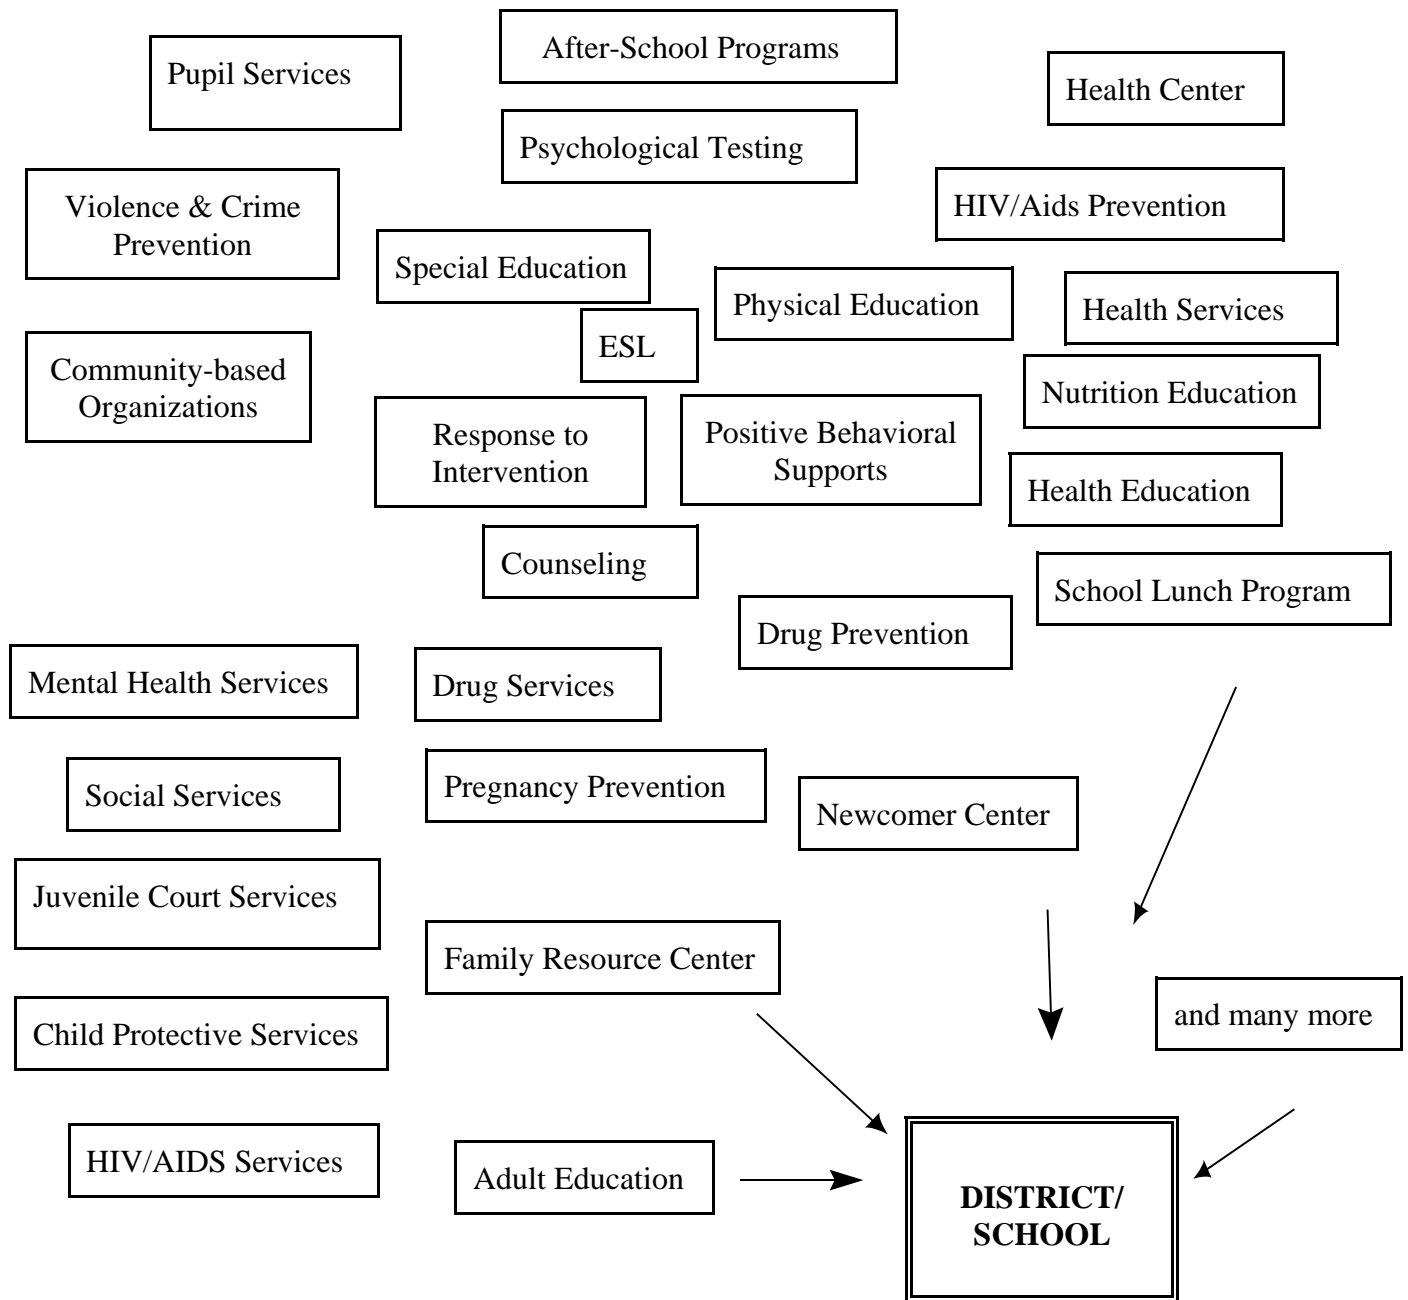 After-School Programs
Pupil Services
Health Center
Psychological Testing
Violence & Crime
Prevention
HIV/Aids Prevention
Special Education
Physical Education
Health Services
ESL
Community-based
Organizations
Nutrition Education
Response to
Intervention
Positive Behavioral
Supports
Health Education
Counseling
School Lunch Program
Drug Prevention
Mental Health Services
Drug Services
Pregnancy Prevention
Social Services
Newcomer Center
Juvenile Court Services
Family Resource Center
Child Protective Services
and many more
HIV/AIDS Services
Adult Education
DISTRICT/
SCHOOL